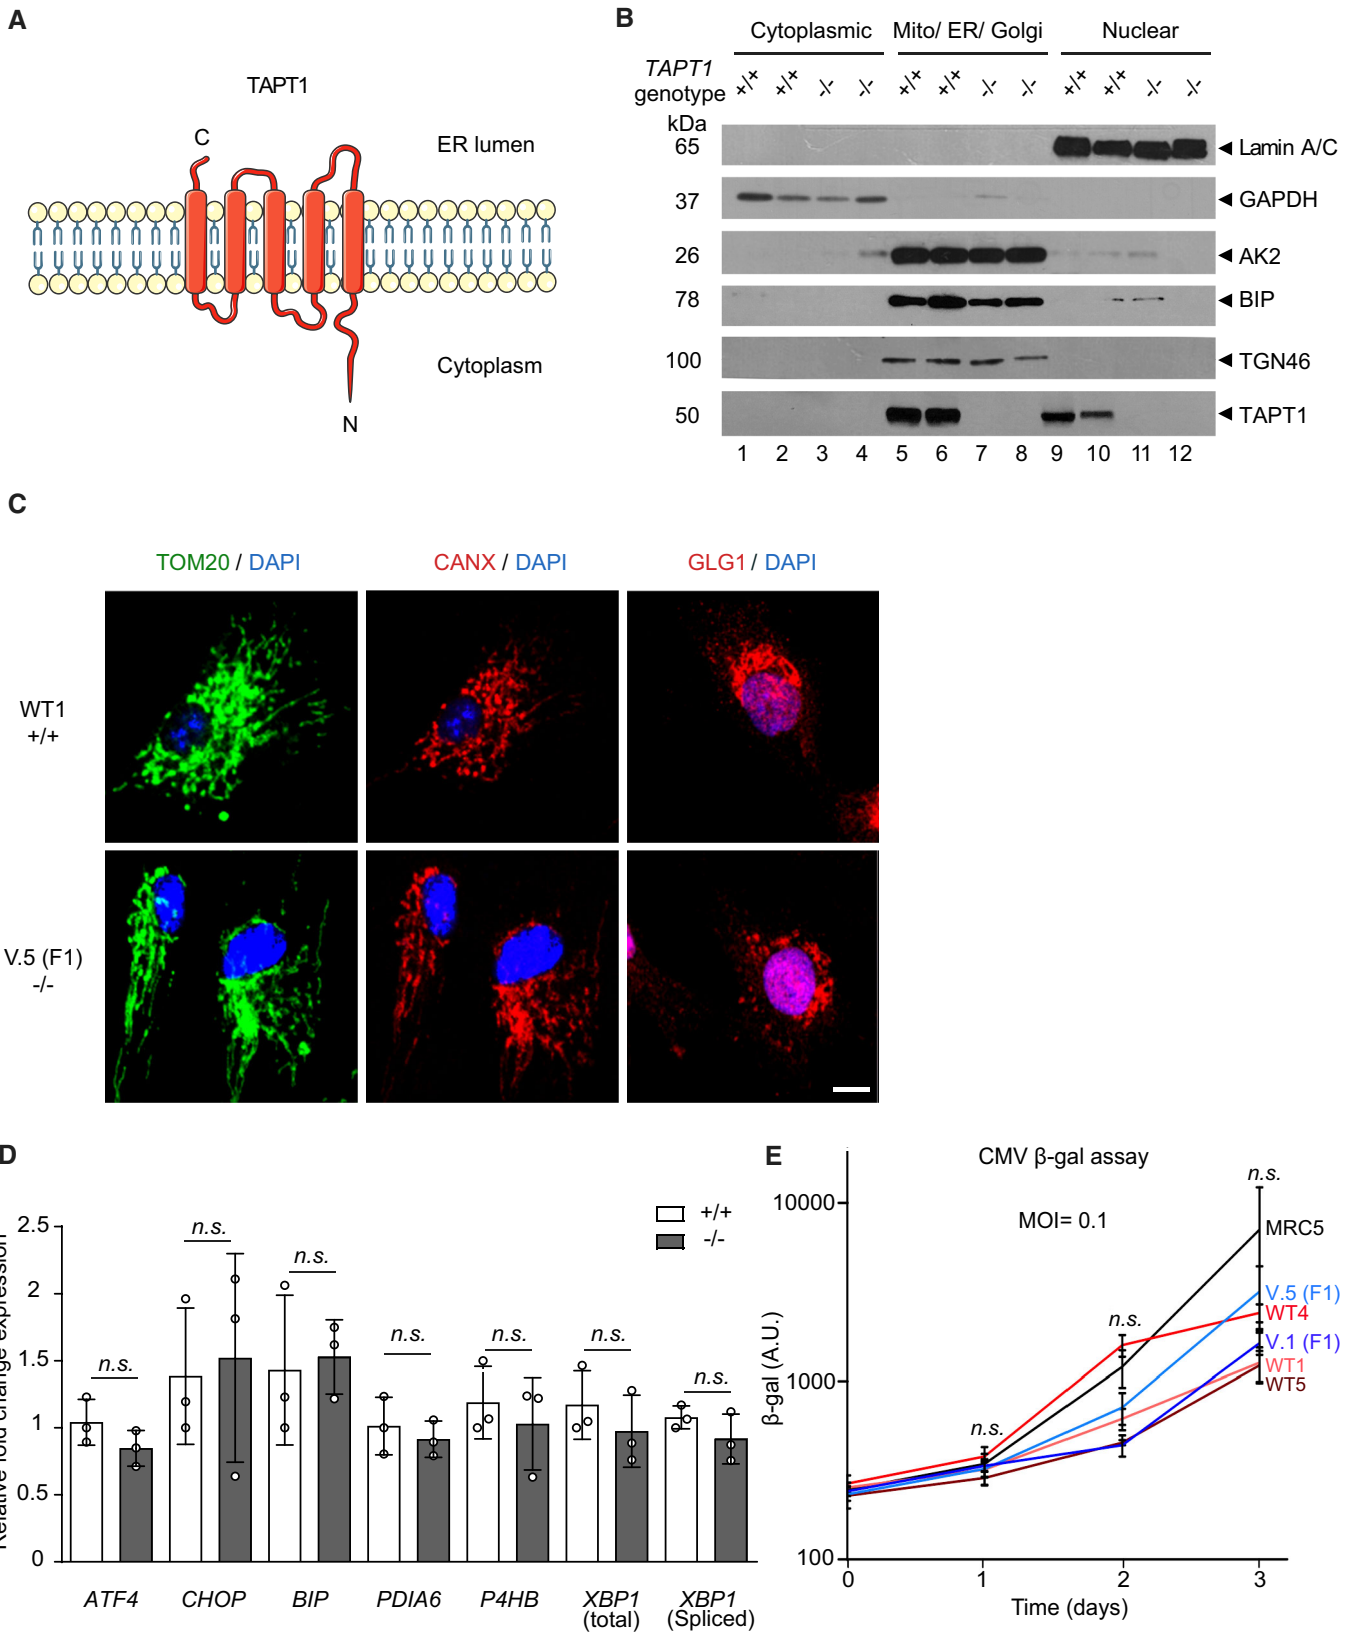 A
TAPT1
C
ER lumen
Cytoplasm
N
B
Cytoplasmic Mito/ ER/ Golgi Nuclear
TAPT1
genotype
+/+ +/+ -/- -/- +/+ +/+ -/- -/- +/+ +/+ -/- -/-
kDa
65 Lamin A/C
37 GAPDH
26 AK2
78 BIP
100 TGN46
50 TAPT1
1 2 3 4 5 6 7 8 9 10 11 12
C
TOM20 / DAPI CANX / DAPI GLG1 / DAPI
WT1
+/+
V.5 (F1)
-/-
D
Relative fold change expression
+/+
-/-
2.5
2
1.5
1
0.5
0
n.s. n.s. n.s. n.s. n.s. n.s. n.s.
ATF4 CHOP BIP PDIA6 P4HB XBP1 (total) XBP1 (Spliced)
E
CMV β-gal assay
MOI= 0.1
β-gal (A.U.)
10000
1000
100
n.s. n.s. n.s.
MRC5
V.5 (F1)
WT4
V.1 (F1)
WT1
WT5
0 1 2 3
Time (days)